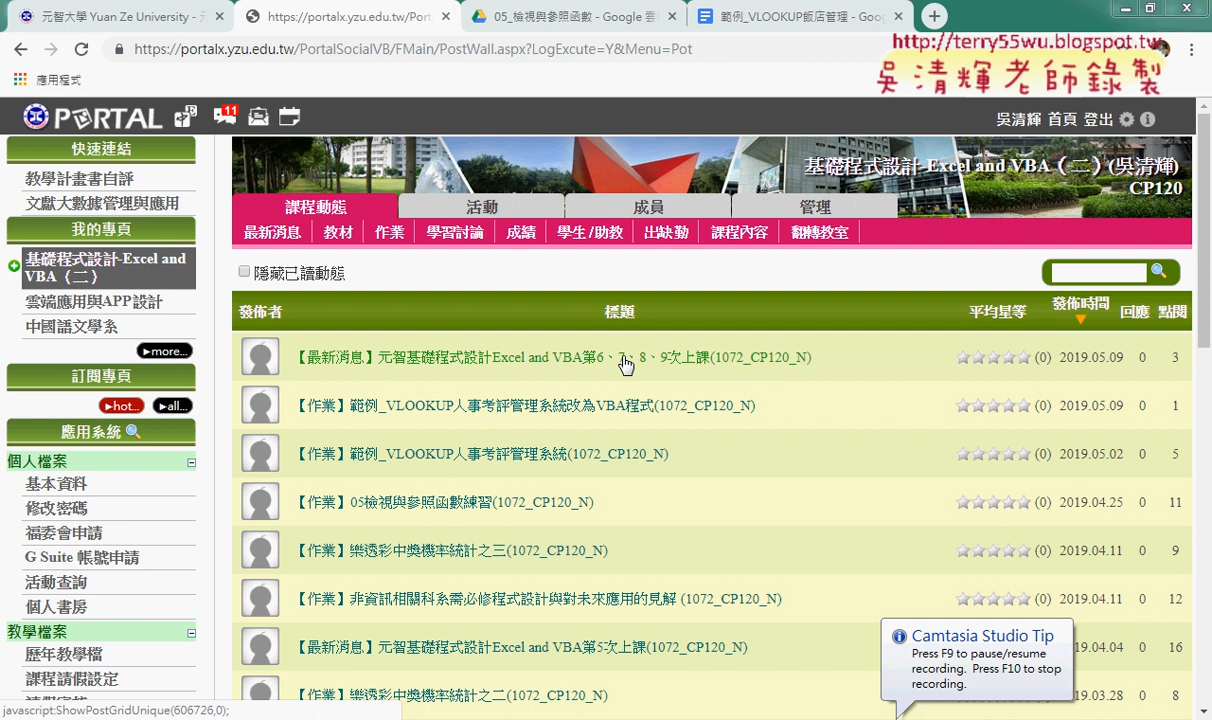 元智大學 Yuan Ze University - 元
https://portalx.yzu.edu.tw/Port
05_檢視與參照函數 - Google 雲
範例_VLOOKUP飯店管理 - Goog
https://portalx.yzu.edu.tw/PortalSocialVB/FMain/PostWall.aspx?LogExcute=Y&Menu=Pot
http://terry55wu.blogspot.tw
吳清輝老師錄製
應用程式
PORTAL
11
吳清輝 首頁 登出
快速連結
教學計畫書自評
文獻大數據管理與應用
我的專頁
基礎程式設計-Excel and
VBA（二）
雲端應用與APP設計
中國語文學系
▶more...
訂閱專頁
▶hot...
▶all...
應用系統
個人檔案
基本資料
修改密碼
福委會申請
G Suite 帳號申請
活動查詢
個人書房
教學檔案
歷年教學檔
課程請假設定
基礎程式設計-Excel and VBA（二）(吳清輝)
CP120
課程動態 活動 成員 管理
最新消息 教材 作業 學習討論 成績 學生/助教 出缺勤 課程內容 翻轉教室
隱藏已讀動態
發佈者 標題 平均星等 發佈時間 回應 點閱
【最新消息】元智基礎程式設計Excel and VBA第6、7、8、9次上課(1072_CP120_N) (0) 2019.05.09 0 3
【作業】範例_VLOOKUP人事考評管理系統改為VBA程式(1072_CP120_N) (0) 2019.05.09 0 1
【作業】範例_VLOOKUP人事考評管理系統(1072_CP120_N) (0) 2019.05.02 0 5
【作業】05檢視與參照函數練習(1072_CP120_N) (0) 2019.04.25 0 11
【作業】樂透彩中獎機率統計之三(1072_CP120_N) (0) 2019.04.11 0 9
【作業】非資訊相關科系需必修程式設計與對未來應用的見解 (1072_CP120_N) (0) 2019.04.11 0 12
【最新消息】元智基礎程式設計Excel and VBA第5次上課(1072_CP120_N) 2019.04.04 0 16
【作業】樂透彩中獎機率統計之二(1072_CP120_N) 2019.03.28 0 8
Camtasia Studio Tip
Press F9 to pause/resume
recording. Press F10 to stop
recording.
javascript:ShowPostGridUnique(606726,0);